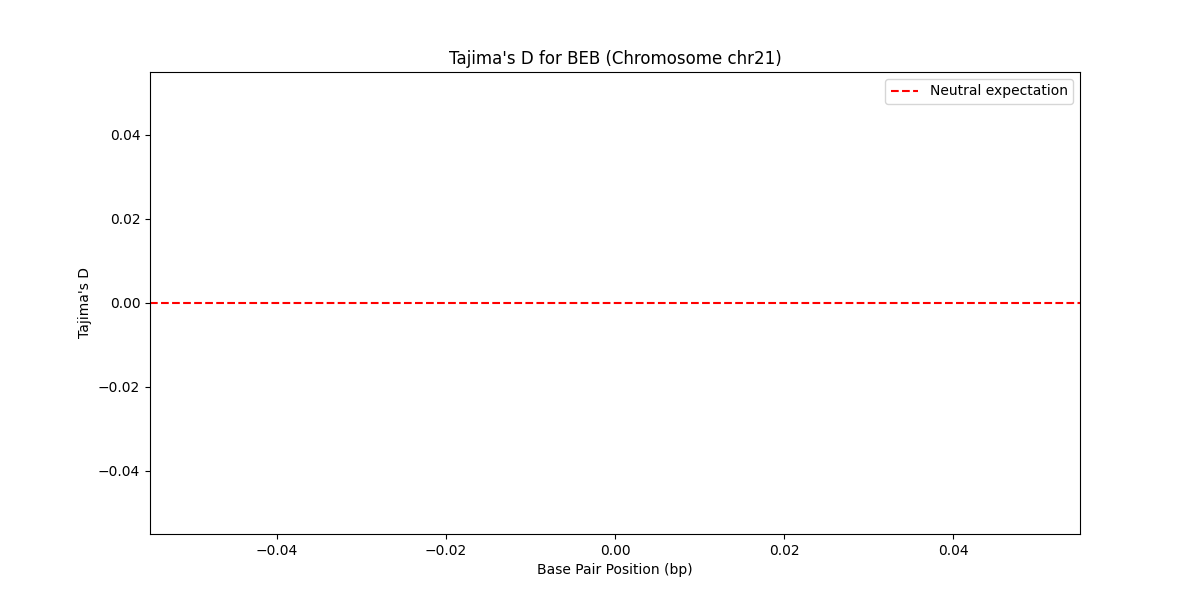 Tajima's D for BEB (Chromosome chr21)
Neutral expectation
0.04
0.02
0.00
−0.02
−0.04
Tajima's D
−0.04
−0.02
0.00
0.02
0.04
Base Pair Position (bp)